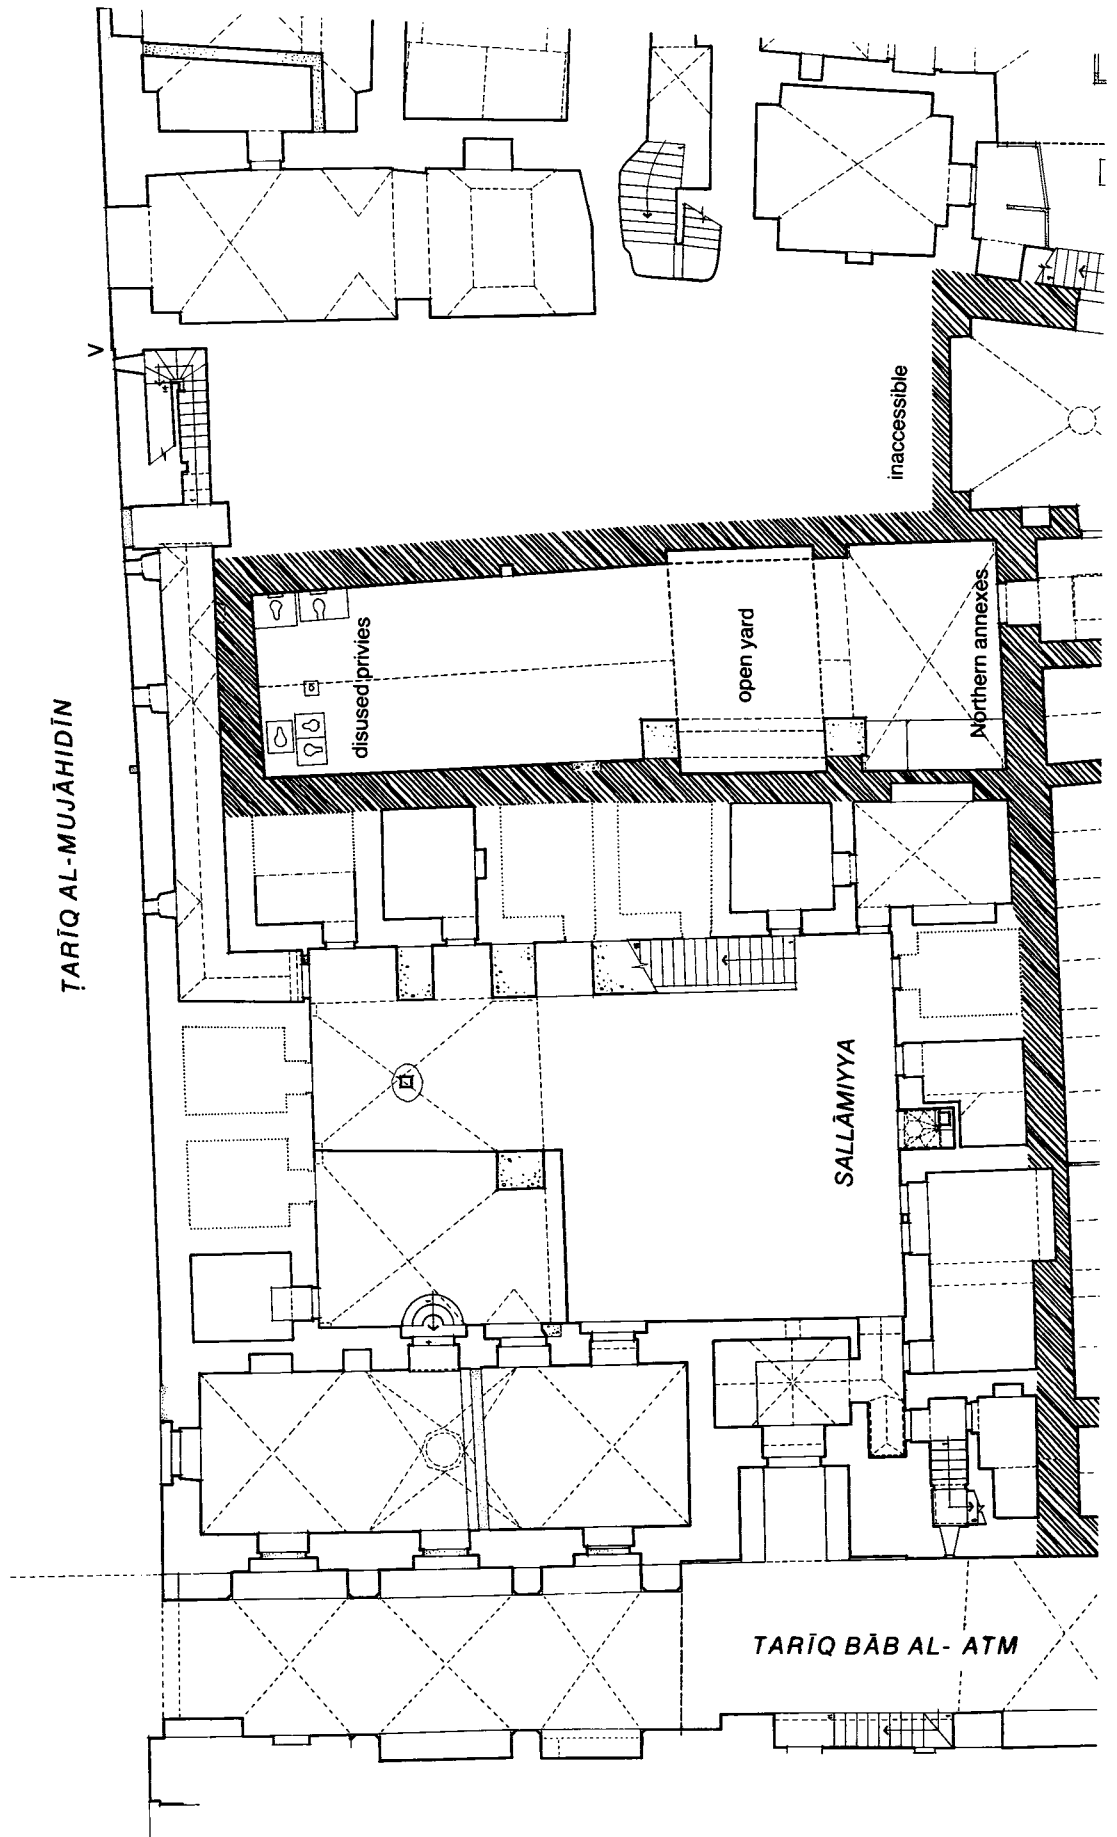 ṬARĪQ AL-MUJĀHIDĪN
V
inaccessible
disused privies
open yard
Northern annexes
SALLĀMIYYA
ṬARĪQ BĀB AL- ATM